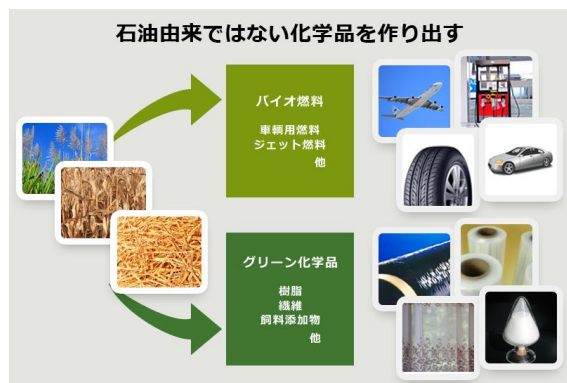 石油由来ではない化学品を作り出す
バイオ燃料
車輌用燃料
ジェット燃料
他
グリーン化学品
樹脂
繊維
飼料添加物
他